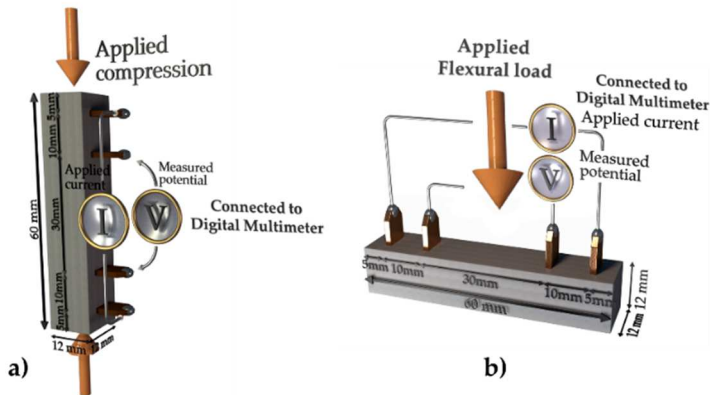 Applied
compression
5mm
10mm
Applied
current
Measured
potential
I
V
60 mm
30mm
Connected to
Digital Multimeter
10mm
5mm
12 mm
a)
Applied
Flexural load
Connected to
Digital Multimeter
I
Applied current
V
Measured
potential
5mm 10mm
30mm
10mm 5mm
60 mm
12 mm
12 mm
b)